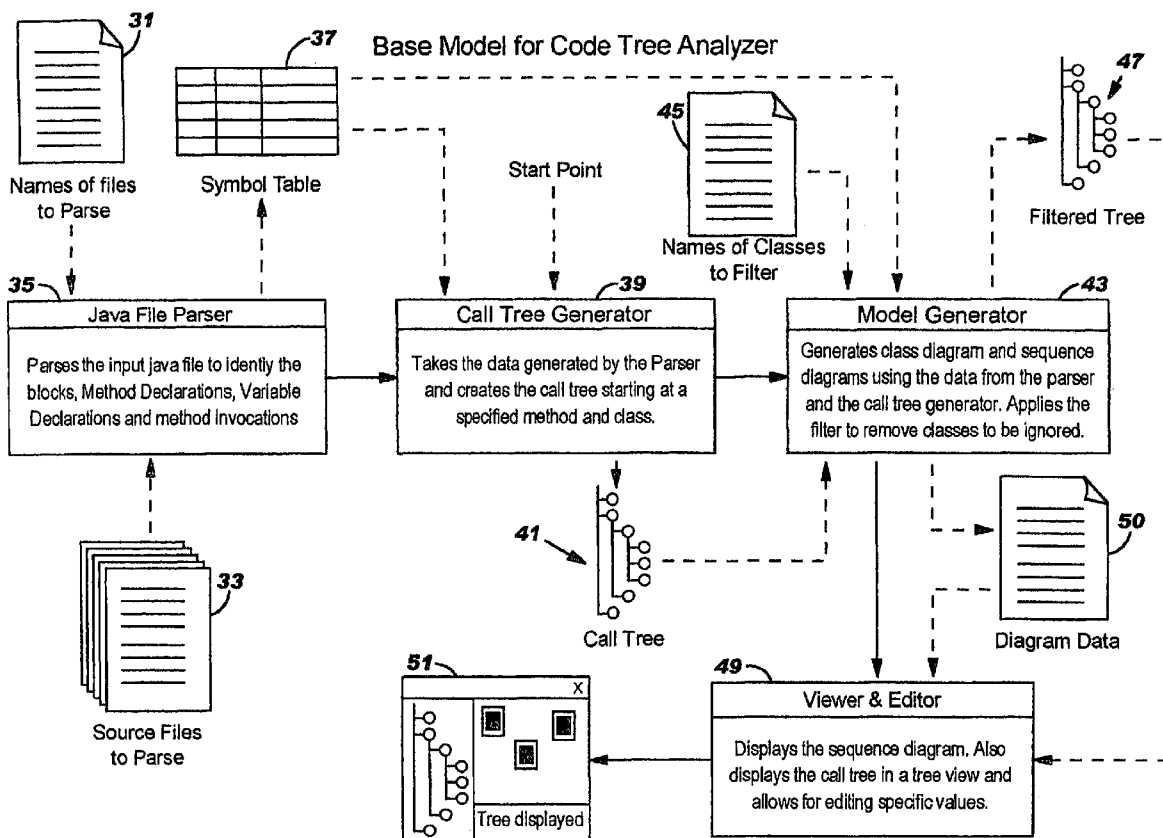 31
37
Base Model for Code Tree Analyzer
47
45
Names of files
to Parse
Symbol Table
Start Point
Names of Classes
to Filter
Filtered Tree
35
Java File Parser
Parses the input java file to identiy the
blocks, Method Declarations, Variable
Declarations and method Invocations
39
Call Tree Generator
Takes the data generated by the Parser
and creates the call tree starting at a
specified method and class.
43
Model Generator
Generates class diagram and sequence
diagrams using the data from the parser
and the call tree generator. Applies the
filter to remove classes to be ignored.
33
Source Files
to Parse
41
Call Tree
50
Diagram Data
51
X
Tree displayed
49
Viewer & Editor
Displays the sequence diagram. Also
displays the call tree in a tree view and
allows for editing specific values.